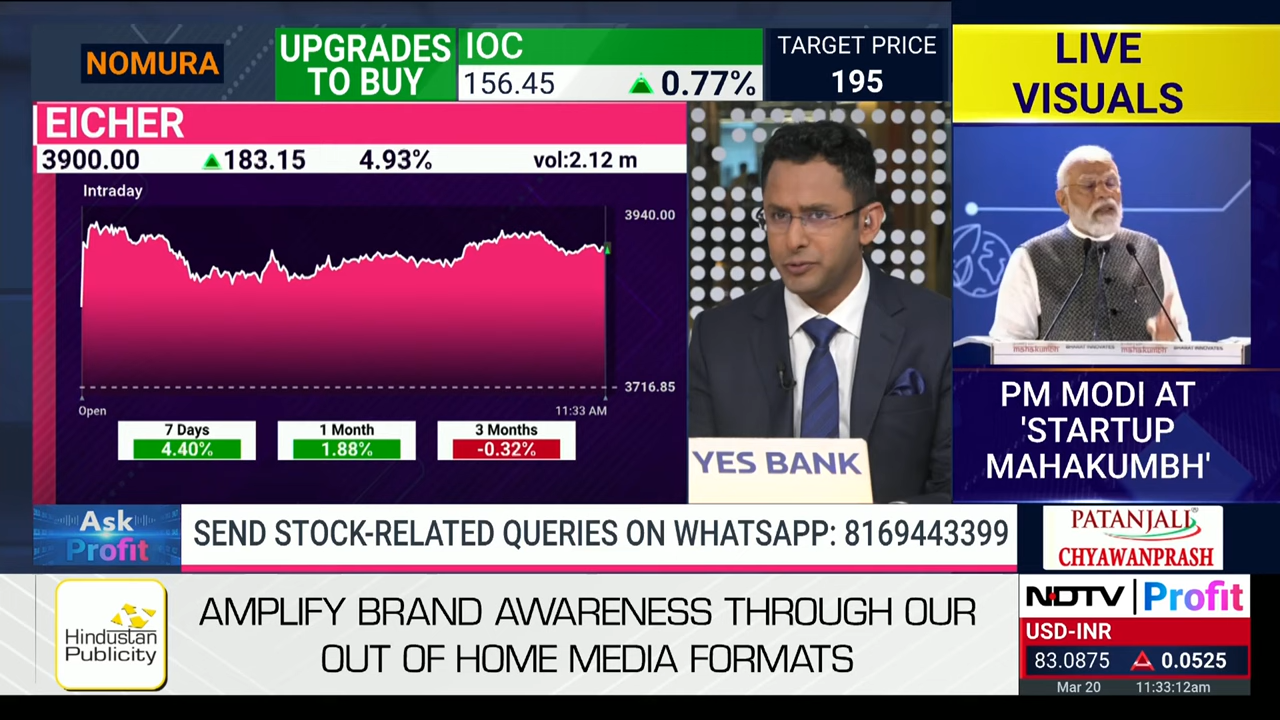 NOMURA
UPGRADES
TO BUY
IOC
156.45
0.77%
TARGET PRICE
195
LIVE
VISUALS
EICHER
3900.00
183.15
4.93%
vol:2.12 m
Intraday
3940.00
3716.85
Open
11:33 AM
7 Days
4.40%
1 Month
1.88%
3 Months
-0.32%
YES BANK
BHARAT INNOVATES
PM MODI AT
'STARTUP
MAHAKUMBH'
Ask
Profit
SEND STOCK-RELATED QUERIES ON WHATSAPP: 8169443399
PATANJALI
CHYAWANPRASH
Hindustan
Publicity
AMPLIFY BRAND AWARENESS THROUGH OUR
OUT OF HOME MEDIA FORMATS
NDTV Profit
USD-INR
83.0875
0.0525
Mar 20
11:33:12am